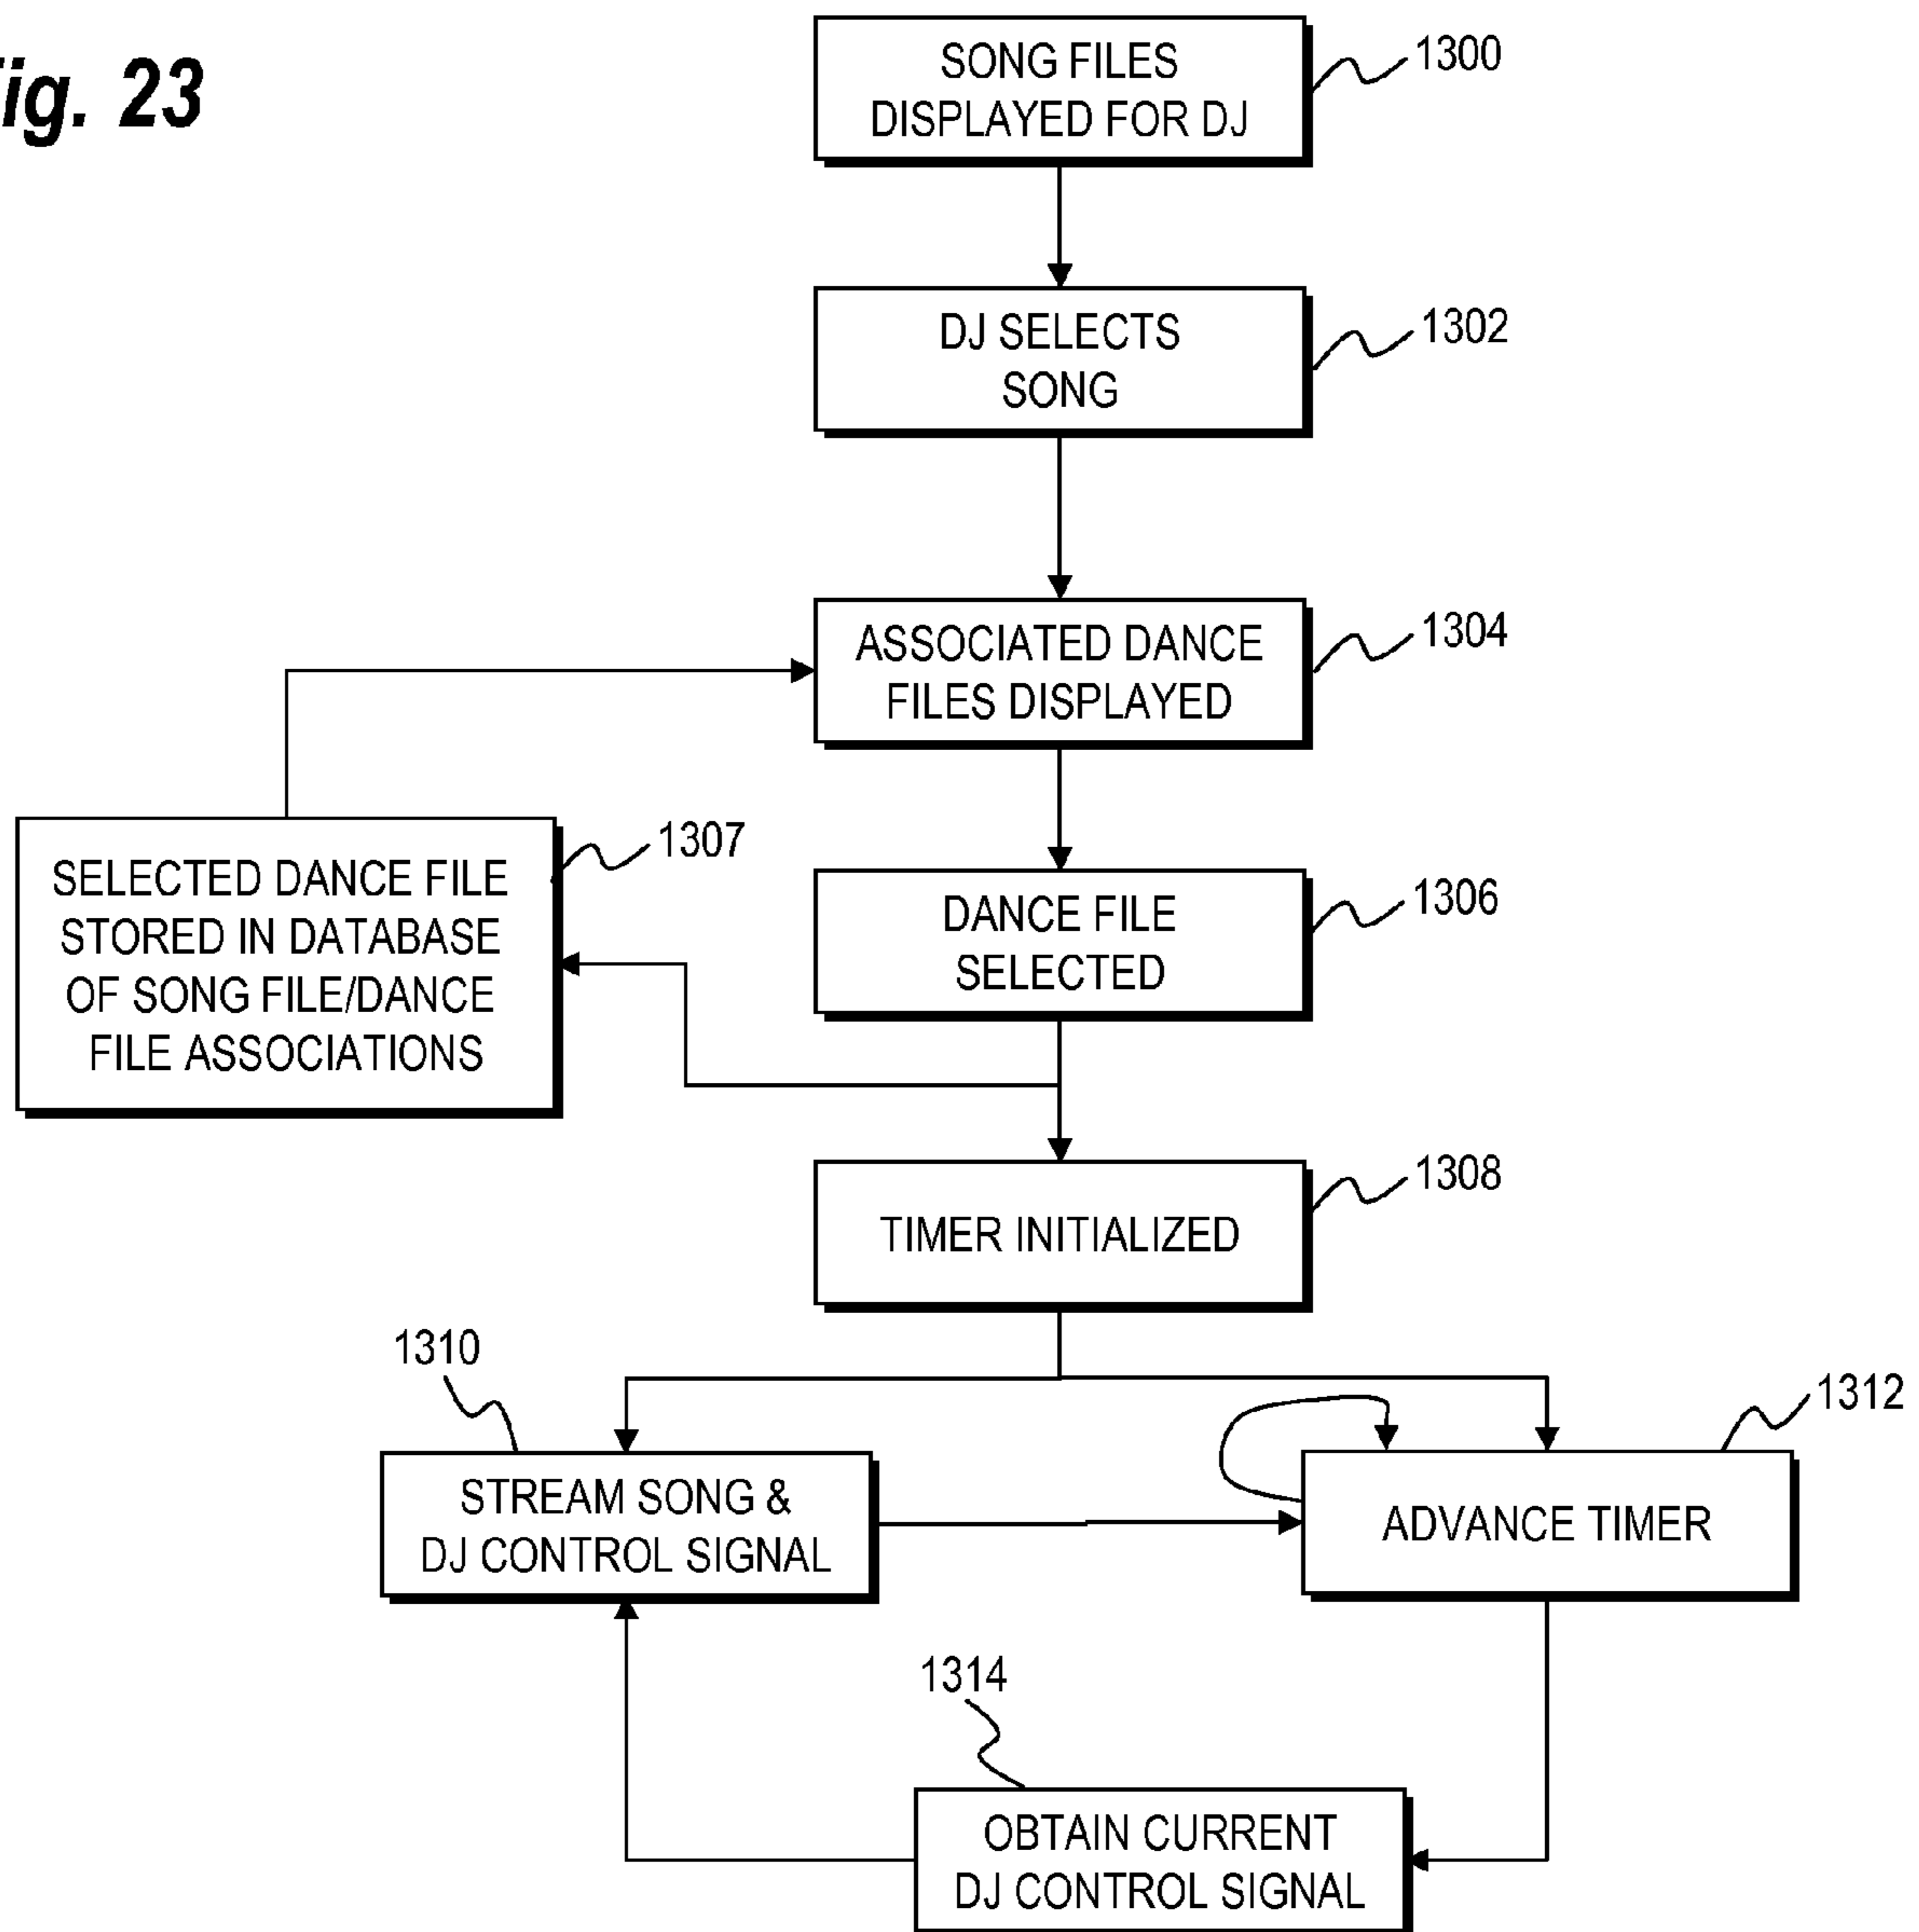 ig. 23
SONG FILES
DISPLAYED FOR DJ
1300
DJ SELECTS
SONG
1302
ASSOCIATED DANCE
FILES DISPLAYED
1304
SELECTED DANCE FILE
STORED IN DATABASE
OF SONG FILE/DANCE
FILE ASSOCIATIONS
1307
DANCE FILE
SELECTED
1306
TIMER INITIALIZED
1308
1310
STREAM SONG &
DJ CONTROL SIGNAL
1312
ADVANCE TIMER
1314
OBTAIN CURRENT
DJ CONTROL SIGNAL